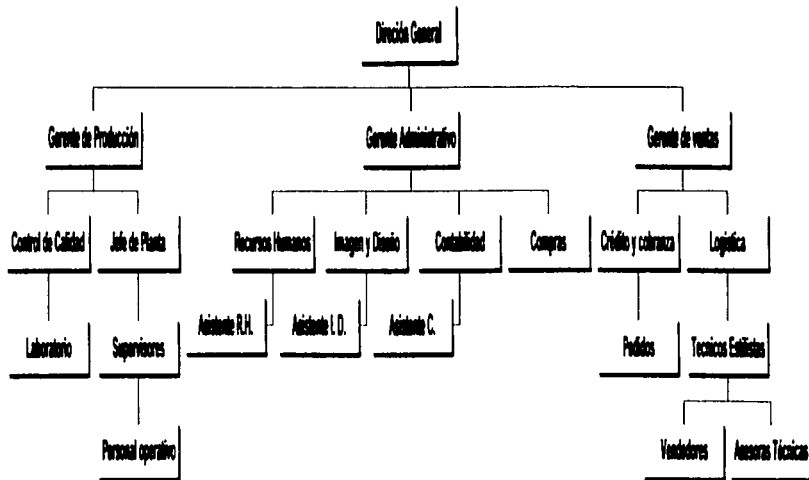 Direción General
Gerente de Producción
Gerente Administrativo
Gerente de ventas
Control de Calidad
Jefe de Planta
Recursos Humanos
Imagen y Diseño
Contabilidad
Compras
Crédito y cobranza
Logística
Laboratorio
Supervisores
Asistente R.H.
Asistente I. D.
Asistente C.
Pedidos
Tecnicos Estilistas
Personal operativo
Vendedores
Asesoras Técnicas